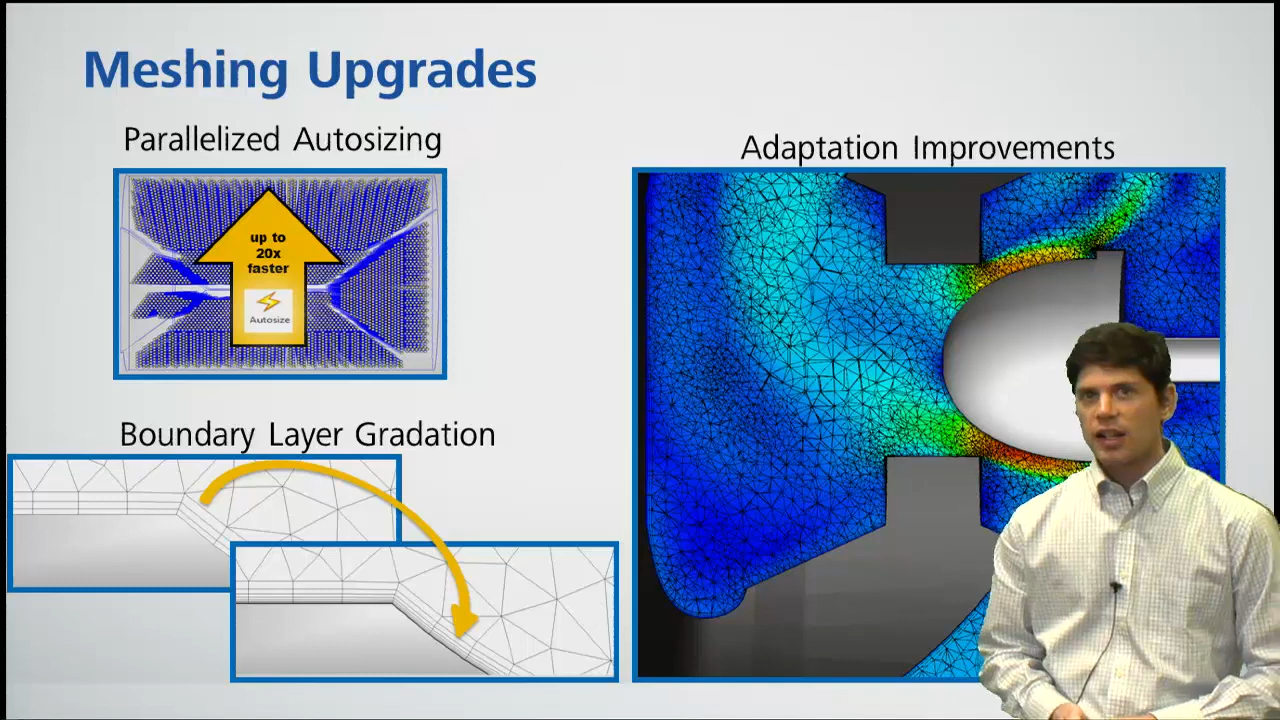 Meshing Upgrades
Parallelized Autosizing
up to
20x
faster
Autosize
Adaptation Improvements
Boundary Layer Gradation